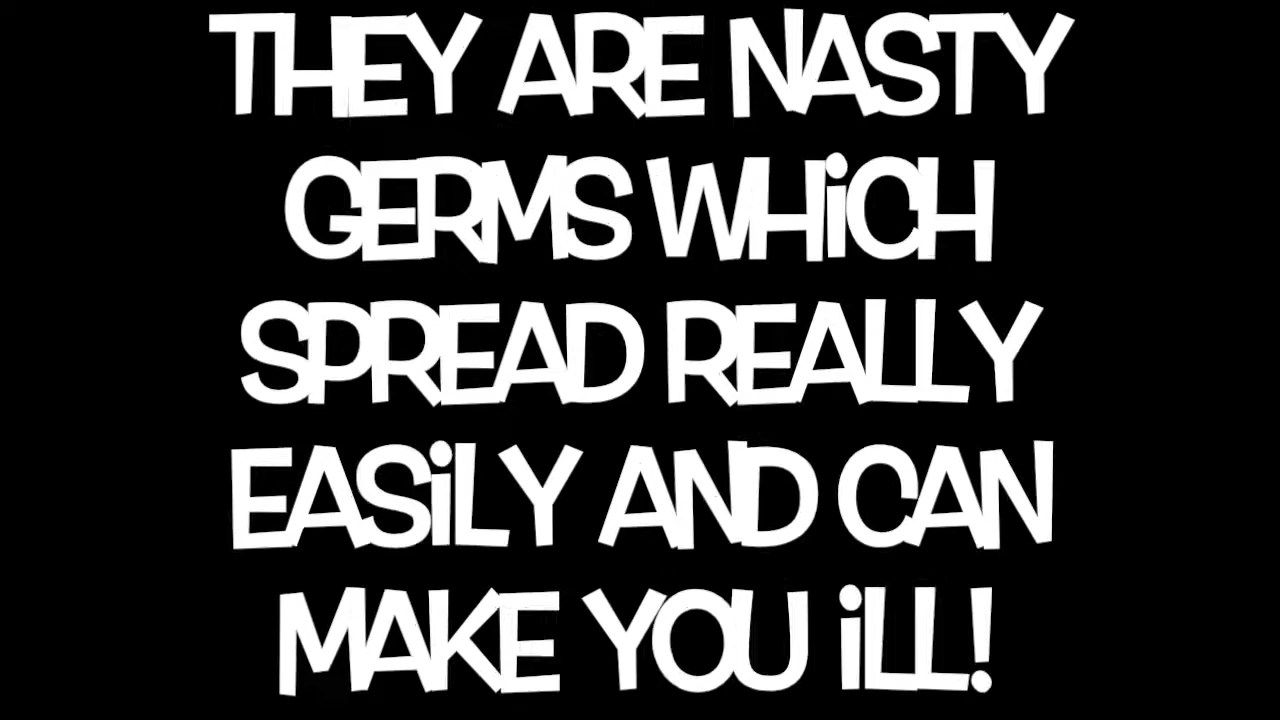 THEY ARE NASTY
GERMS WHiCH
SPREAD REALLY
EASiLY AND CAN
MAKE YOU iLL!